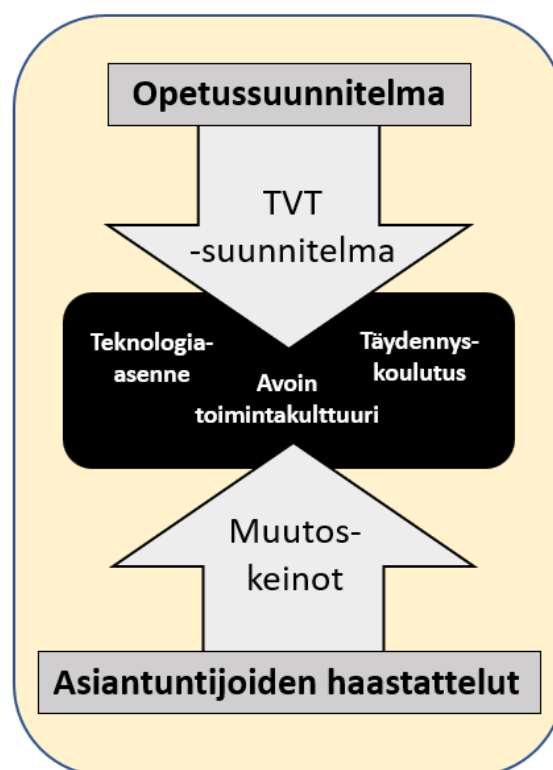 Opetussuunnitelma
TVT
-suunnitelma
Teknologia-
asenne
Täydennys-
koulutus
Avoin
toimintakulttuuri
Muutos-
keinot
Asiantuntijoiden haastattelut